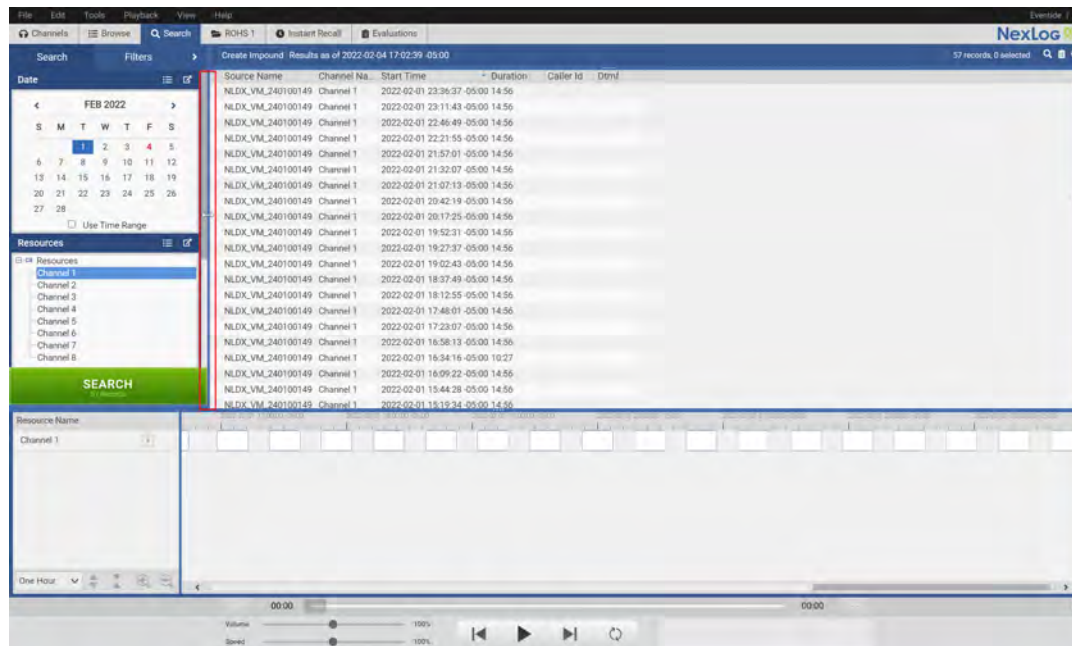 File Edit Tools Playback View Help Eventide
Channels Browse Search ROHS 1 Instant Recall Evaluations NexLog
Search Filters > Create Impound Results as of 2022-02-04 17:02:39 -05:00 57 records, 0 selected
Date
< FEB 2022 >
S M T W T F S
1 2 3 4 5
6 7 8 9 10 11 12
13 14 15 16 17 18 19
20 21 22 23 24 25 26
27 28
Use Time Range
Resources
Resources
Channel 1
Channel 2
Channel 3
Channel 4
Channel 5
Channel 6
Channel 7
Channel 8
SEARCH
Source Name Channel Na... Start Time Duration Caller Id Dtmf
NLDX_VM_240100149 Channel 1 2022-02-01 23:36:37 -05:00 14:56
NLDX_VM_240100149 Channel 1 2022-02-01 23:11:43 -05:00 14:56
NLDX_VM_240100149 Channel 1 2022-02-01 22:46:49 -05:00 14:56
NLDX_VM_240100149 Channel 1 2022-02-01 22:21:55 -05:00 14:56
NLDX_VM_240100149 Channel 1 2022-02-01 21:57:01 -05:00 14:56
NLDX_VM_240100149 Channel 1 2022-02-01 21:32:07 -05:00 14:56
NLDX_VM_240100149 Channel 1 2022-02-01 21:07:13 -05:00 14:56
NLDX_VM_240100149 Channel 1 2022-02-01 20:42:19 -05:00 14:56
NLDX_VM_240100149 Channel 1 2022-02-01 20:17:25 -05:00 14:56
NLDX_VM_240100149 Channel 1 2022-02-01 19:52:31 -05:00 14:56
NLDX_VM_240100149 Channel 1 2022-02-01 19:27:37 -05:00 14:56
NLDX_VM_240100149 Channel 1 2022-02-01 19:02:43 -05:00 14:56
NLDX_VM_240100149 Channel 1 2022-02-01 18:37:49 -05:00 14:56
NLDX_VM_240100149 Channel 1 2022-02-01 18:12:55 -05:00 14:56
NLDX_VM_240100149 Channel 1 2022-02-01 17:48:01 -05:00 14:56
NLDX_VM_240100149 Channel 1 2022-02-01 17:23:07 -05:00 14:56
NLDX_VM_240100149 Channel 1 2022-02-01 16:58:13 -05:00 14:56
NLDX_VM_240100149 Channel 1 2022-02-01 16:34:16 -05:00 10:27
NLDX_VM_240100149 Channel 1 2022-02-01 16:09:22 -05:00 14:56
NLDX_VM_240100149 Channel 1 2022-02-01 15:44:28 -05:00 14:56
NLDX_VM_240100149 Channel 1 2022-02-01 15:19:34 -05:00 14:56
Resource Name
Channel 1
One Hour
00:00 00:00
Volume 100%
Speed 100%